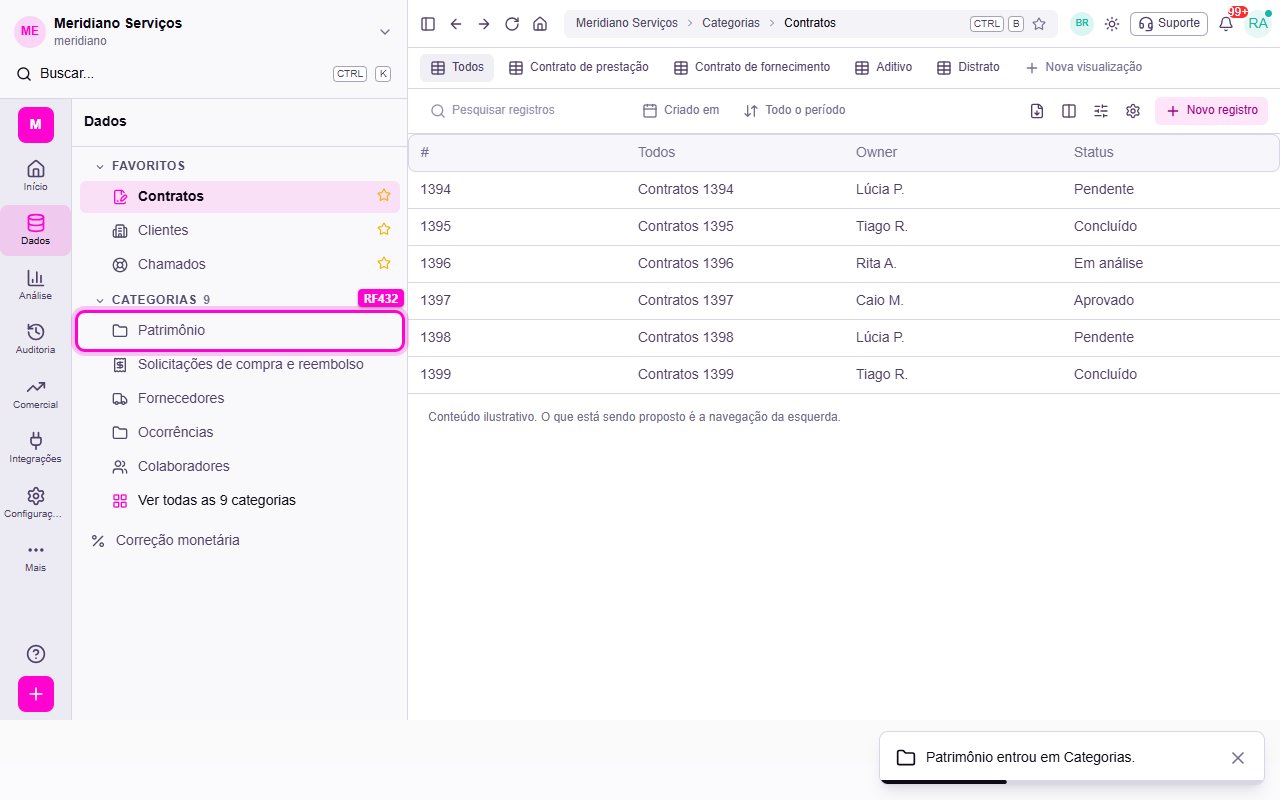 ME
Meridiano Serviços
meridiano
Buscar...
CTRL K
Meridiano Serviços
Categorias
Contratos
CTRL B
BR
Suporte
99+
RA
Todos
Contrato de prestação
Contrato de fornecimento
Aditivo
Distrato
Nova visualização
Pesquisar registros
Criado em
Todo o período
Novo registro
M
Início
Dados
Análise
Auditoria
Comercial
Integrações
Configuraç...
Mais
Dados
FAVORITOS
Contratos
Clientes
Chamados
CATEGORIAS 9
RF432
Patrimônio
Solicitações de compra e reembolso
Fornecedores
Ocorrências
Colaboradores
Ver todas as 9 categorias
Correção monetária
# Todos Owner Status
1394 Contratos 1394 Lúcia P. Pendente
1395 Contratos 1395 Tiago R. Concluído
1396 Contratos 1396 Rita A. Em análise
1397 Contratos 1397 Caio M. Aprovado
1398 Contratos 1398 Lúcia P. Pendente
1399 Contratos 1399 Tiago R. Concluído
Conteúdo ilustrativo. O que está sendo proposto é a navegação da esquerda.
Patrimônio entrou em Categorias.